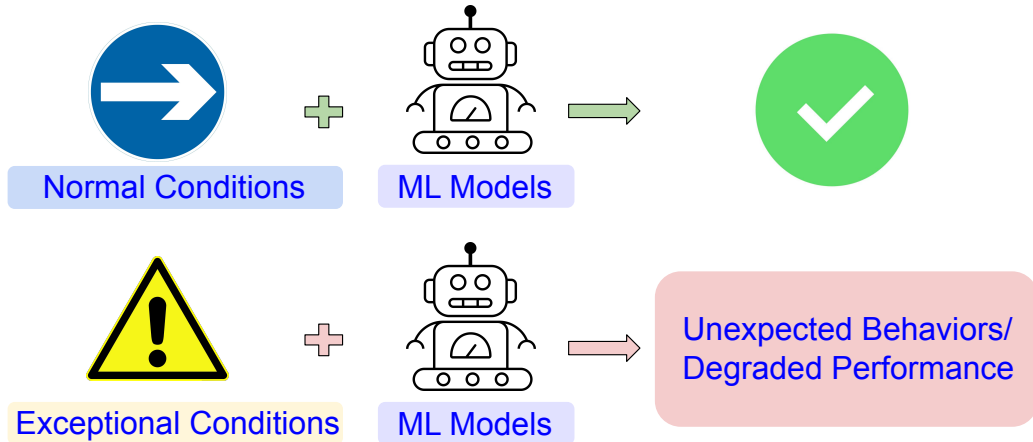 Normal Conditions
ML Models
Unexpected Behaviors/
Degraded Performance
Exceptional Conditions
ML Models